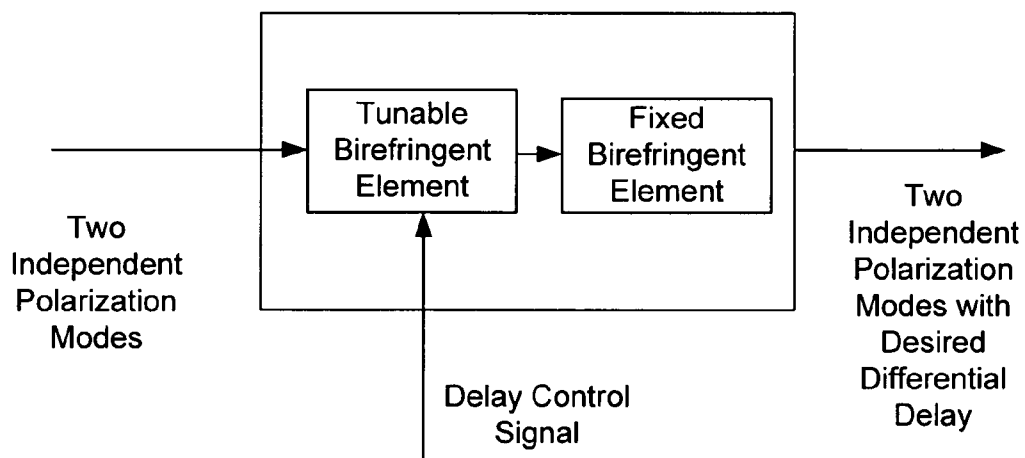 Tunable
Birefringent
Element
Fixed
Birefringent
Element
Two
Independent
Polarization
Modes
Two
Independent
Polarization
Modes with
Desired
Differential
Delay
Delay Control
Signal